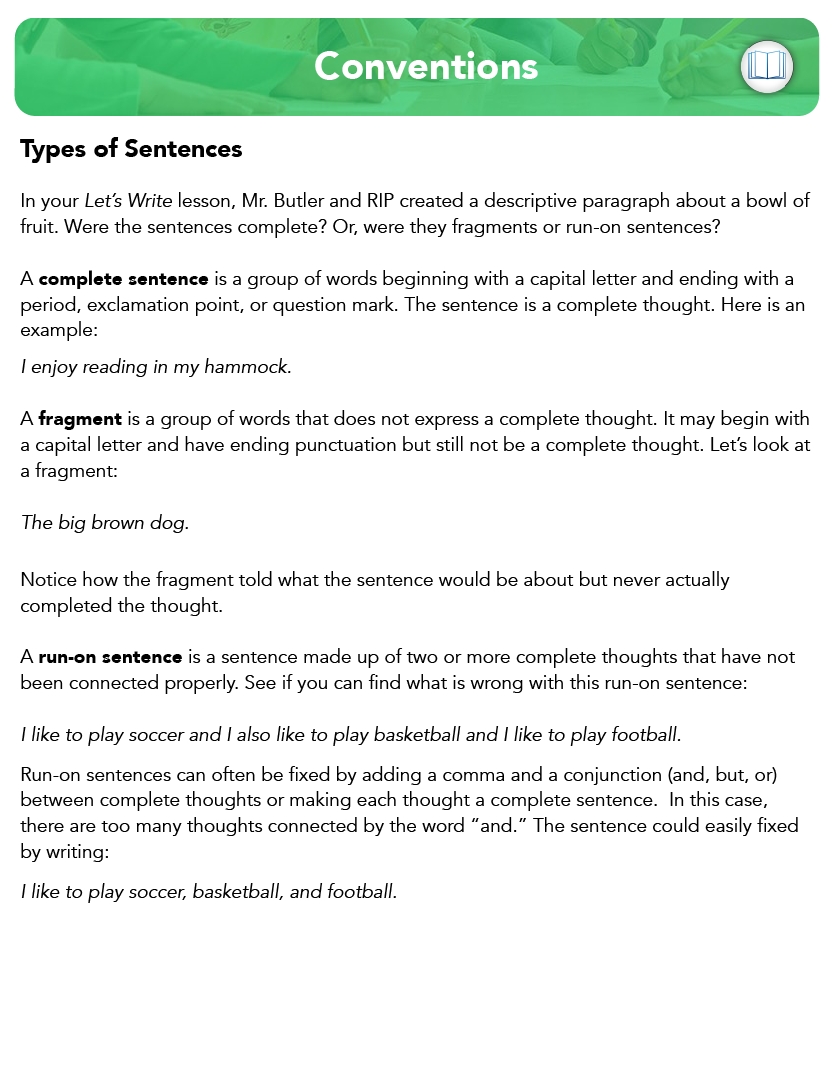 Conventions
Types of Sentences
In your Let's Write lesson, Mr. Butler and RIP created a descriptive paragraph about a bowl of
fruit. Were the sentences complete? Or, were they fragments or run-on sentences?
A complete sentence is a group of words beginning with a capital letter and ending with a
period, exclamation point, or question mark. The sentence is a complete thought. Here is an
example:
I enjoy reading in my hammock.
A fragment is a group of words that does not express a complete thought. It may begin with
a capital letter and have ending punctuation but still not be a complete thought. Let's look at
a fragment:
The big brown dog.
Notice how the fragment told what the sentence would be about but never actually
completed the thought.
A run-on sentence is a sentence made up of two or more complete thoughts that have not
been connected properly. See if you can find what is wrong with this run-on sentence:
I like to play soccer and I also like to play basketball and I like to play football.
Run-on sentences can often be fixed by adding a comma and a conjunction (and, but, or)
between complete thoughts or making each thought a complete sentence.  In this case,
there are too many thoughts connected by the word “and.” The sentence could easily fixed
by writing:
I like to play soccer, basketball, and football.